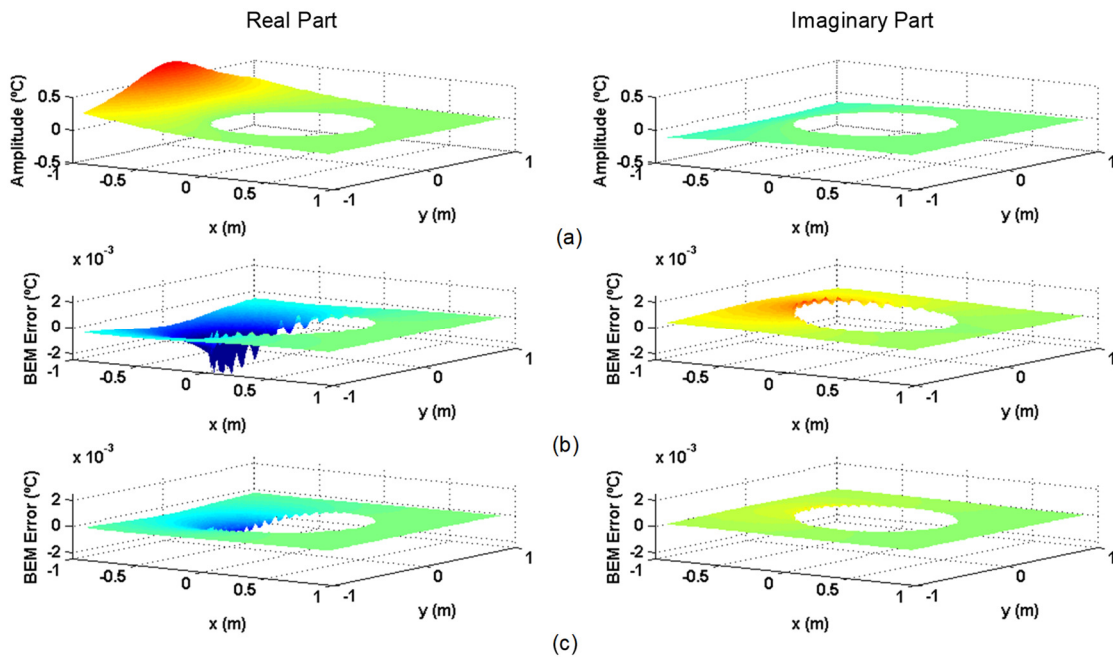 Real Part Imaginary Part
Amplitude (ºC) 0.5 0 -0.5 -1 -0.5 0 0.5 1 x (m) -1 0 1 y (m)
Amplitude (ºC) 0.5 0 -0.5 -1 -0.5 0 0.5 1 x (m) -1 0 1 y (m)
(a)
x 10-3
BEM Error (ºC) 2 0 -2 -1 -0.5 0 0.5 1 x (m) -1 0 1 y (m)
x 10-3
BEM Error (ºC) 2 0 -2 -1 -0.5 0 0.5 1 x (m) -1 0 1 y (m)
(b)
x 10-3
BEM Error (ºC) 2 0 -2 -1 -0.5 0 0.5 1 x (m) -1 0 1 y (m)
x 10-3
BEM Error (ºC) 2 0 -2 -1 -0.5 0 0.5 1 x (m) -1 0 1 y (m)
(c)